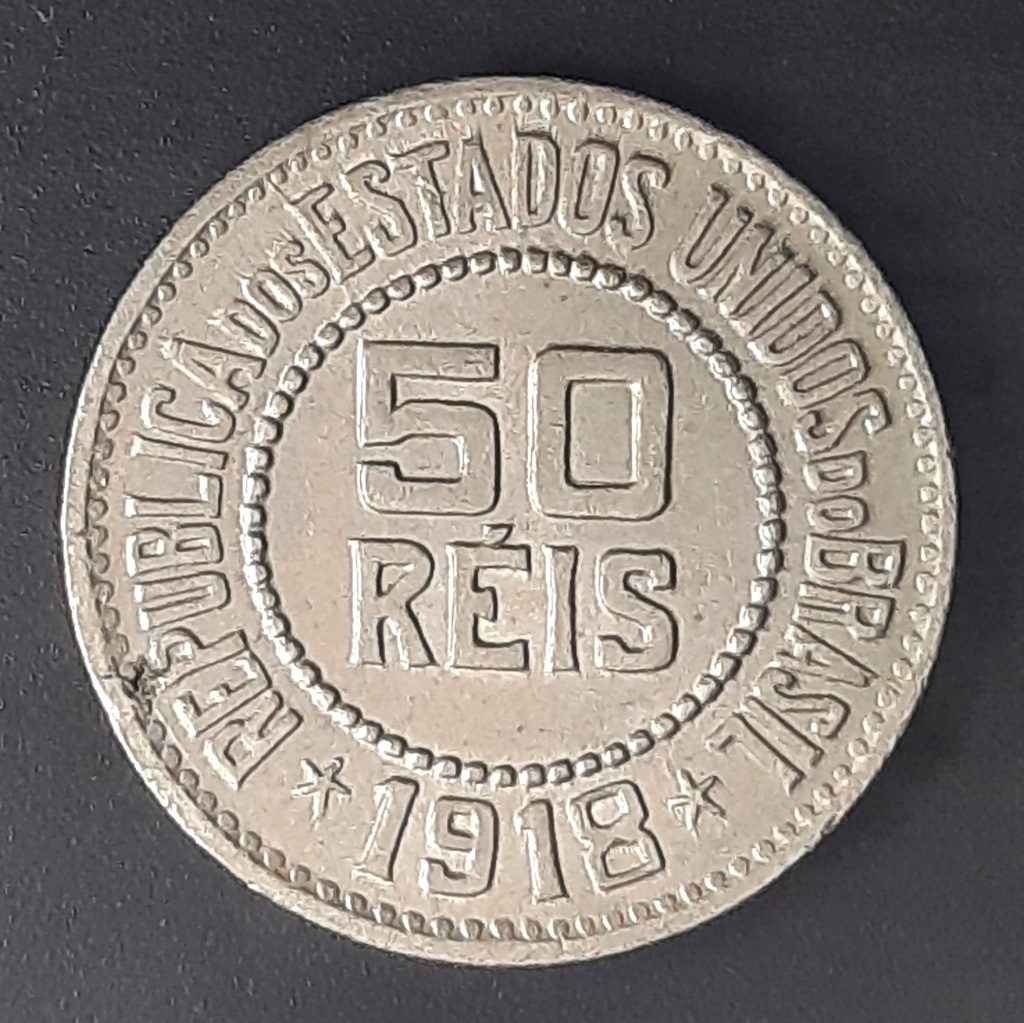 REPUBLICA DOS ESTADOS UNIDOS DO BRASIL
50
RÉIS
★ 1918 ★